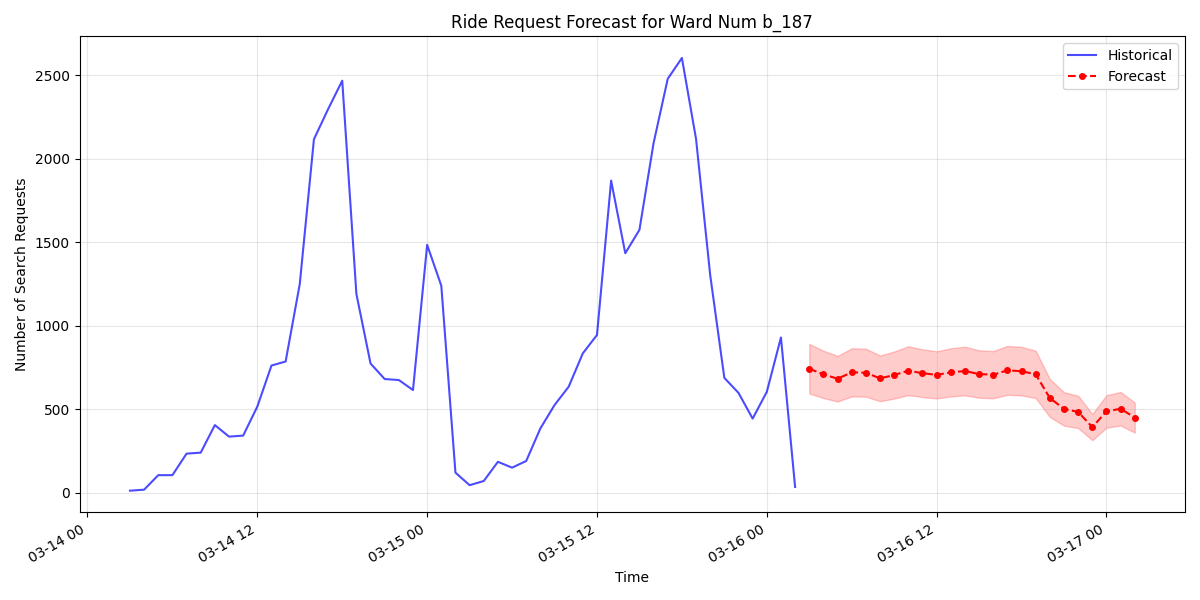 Ride Request Forecast for Ward Num b_187
Historical
Forecast
Number of Search Requests
2500
2000
1500
1000
500
0
03-14 00
03-14 12
03-15 00
03-15 12
03-16 00
03-16 12
03-17 00
Time